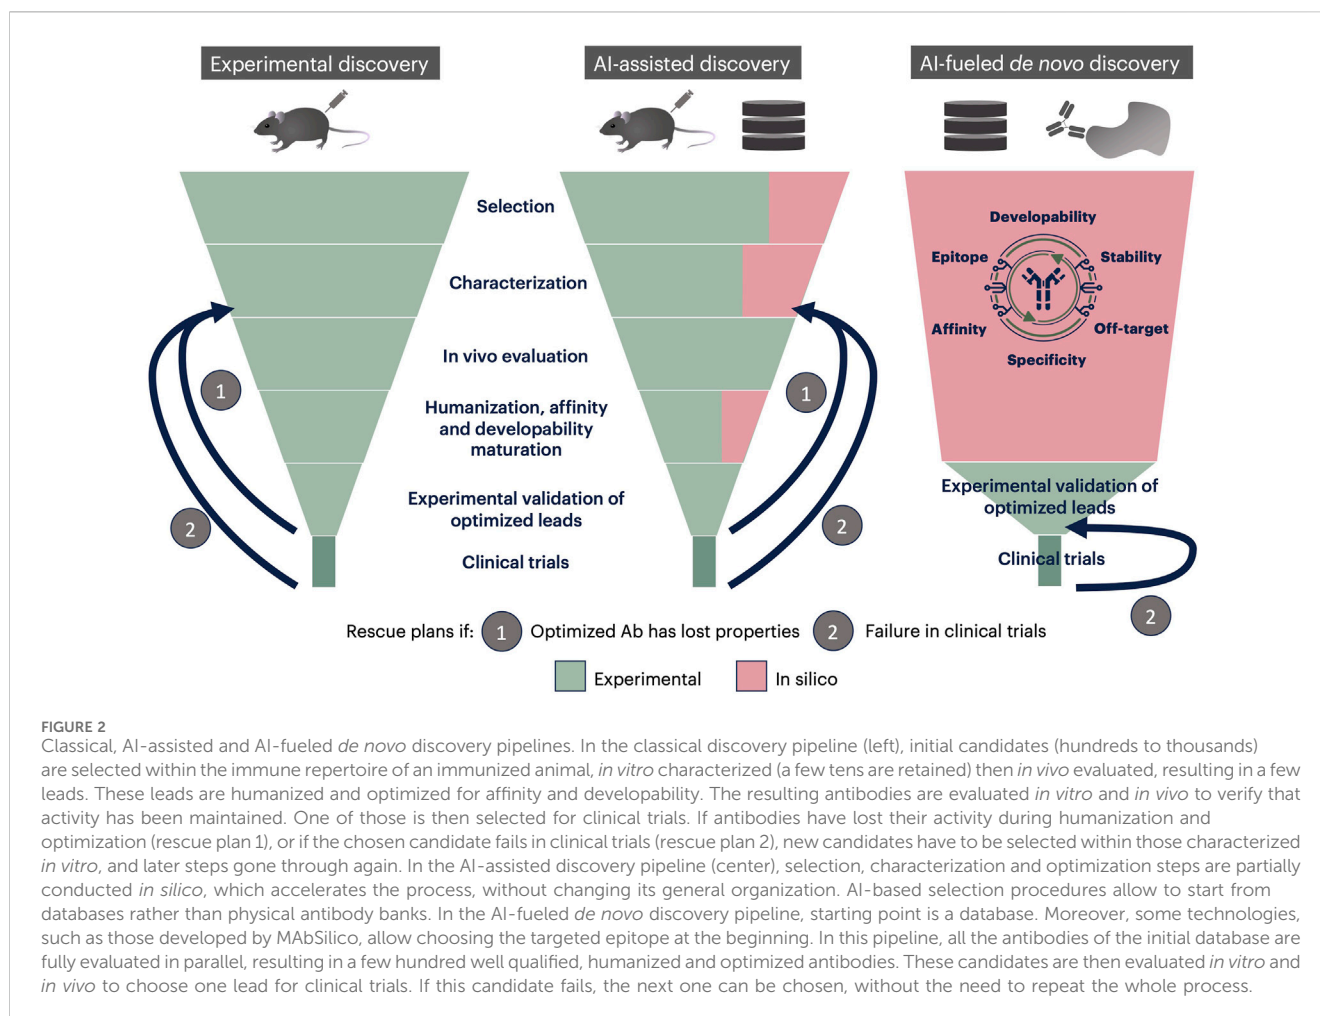 Experimental discovery
AI-assisted discovery
AI-fueled de novo discovery
Selection
Characterization
In vivo evaluation
Humanization, affinity
and developability
maturation
Experimental validation of
optimized leads
Clinical trials
1
2
1
2
Developability
Epitope
Stability
Affinity
Off-target
Specificity
Experimental validation of
optimized leads
Clinical trials
2
Rescue plans if: 1 Optimized Ab has lost properties 2 Failure in clinical trials
Experimental In silico
FIGURE 2
Classical, AI-assisted and AI-fueled de novo discovery pipelines. In the classical discovery pipeline (left), initial candidates (hundreds to thousands)
are selected within the immune repertoire of an immunized animal, in vitro characterized (a few tens are retained) then in vivo evaluated, resulting in a few
leads. These leads are humanized and optimized for affinity and developability. The resulting antibodies are evaluated in vitro and in vivo to verify that
activity has been maintained. One of those is then selected for clinical trials. If antibodies have lost their activity during humanization and
optimization (rescue plan 1), or if the chosen candidate fails in clinical trials (rescue plan 2), new candidates have to be selected within those characterized
in vitro, and later steps gone through again. In the AI-assisted discovery pipeline (center), selection, characterization and optimization steps are partially
conducted in silico, which accelerates the process, without changing its general organization. AI-based selection procedures allow to start from
databases rather than physical antibody banks. In the AI-fueled de novo discovery pipeline, starting point is a database. Moreover, some technologies,
such as those developed by MAbSilico, allow choosing the targeted epitope at the beginning. In this pipeline, all the antibodies of the initial database are
fully evaluated in parallel, resulting in a few hundred well qualified, humanized and optimized antibodies. These candidates are then evaluated in vitro and
in vivo to choose one lead for clinical trials. If this candidate fails, the next one can be chosen, without the need to repeat the whole process.